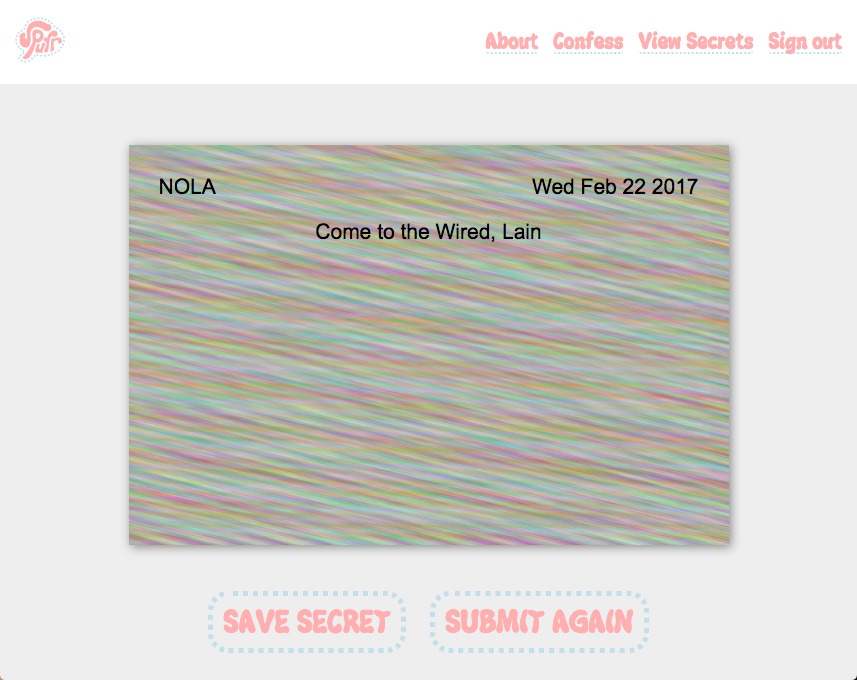 Purr
About Confess View Secrets Sign out
NOLA Wed Feb 22 2017
Come to the Wired, Lain
SAVE SECRET SUBMIT AGAIN